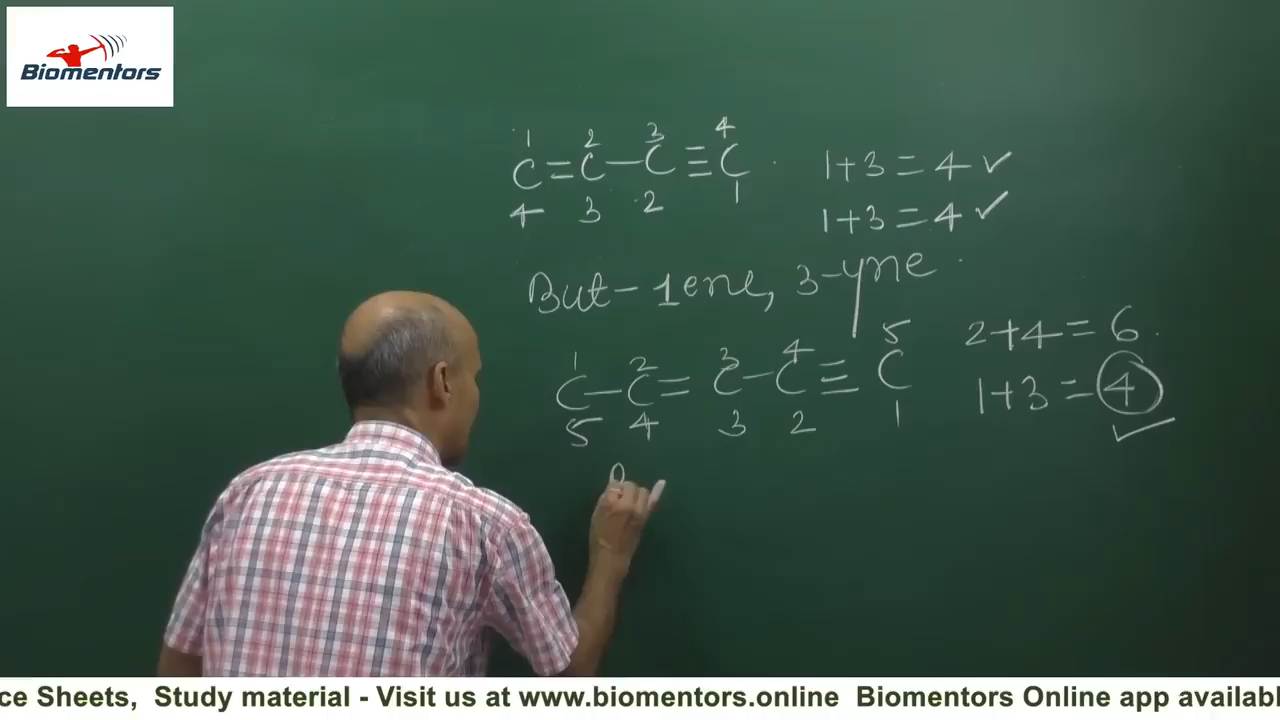 Biomentors
1 2 3 4
C=C—C≡C
4 3 2 1
1+3=4✓
1+3=4✓
But-1ene, 3-yne
1 2 3 4 5
C—C=C—C≡C
5 4 3 2 1
2+4=6
1+3=4✓
ce Sheets, Study material - Visit us at www.biomentors.online Biomentors Online app availabl